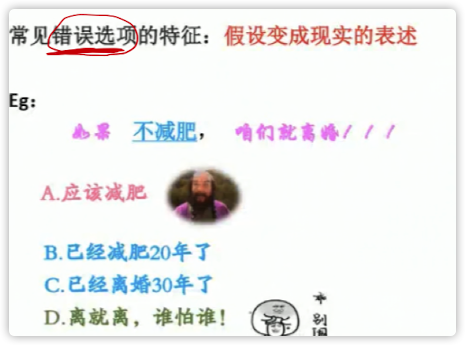 常见错误选项的特征：假设变成现实的表述
Eg：
如果 不减肥， 咱们就离婚！！！
A.应该减肥
B.已经减肥20年了
C.已经离婚30年了
D.离就离，谁怕谁！
别